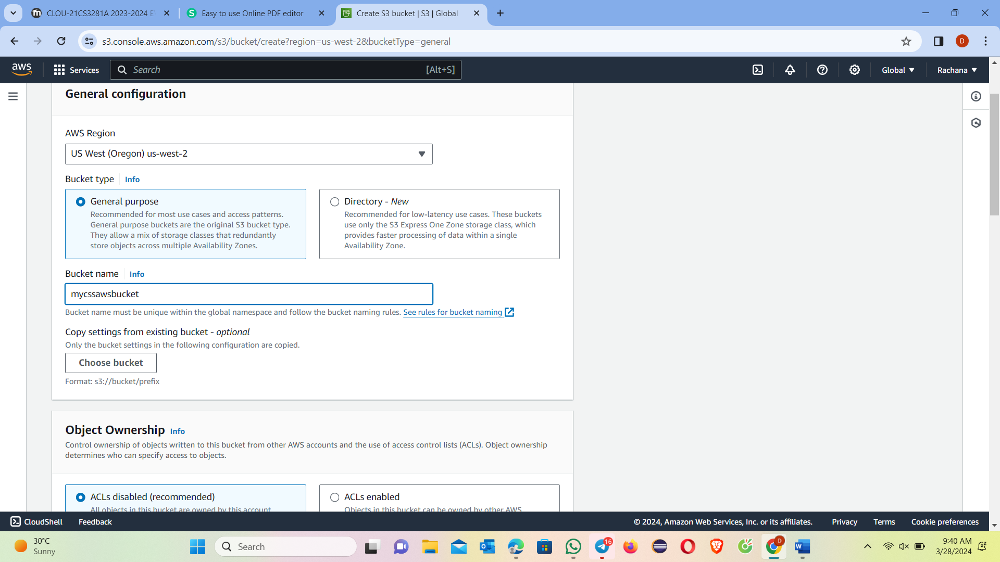 CLOU-21CS3281A 2023-2024 E
Easy to use Online PDF editor
Create S3 bucket | S3 | Global
s3.console.aws.amazon.com/s3/bucket/create?region=us-west-2&bucketType=general
D
aws
Services
Search
[Alt+S]
Global
Rachana
General configuration
AWS Region
US West (Oregon) us-west-2
Bucket type
Info
General purpose
Recommended for most use cases and access patterns.
General purpose buckets are the original S3 bucket type.
They allow a mix of storage classes that redundantly
store objects across multiple Availability Zones.
Directory - New
Recommended for low-latency use cases. These buckets
use only the S3 Express One Zone storage class, which
provides faster processing of data within a single
Availability Zone.
Bucket name
Info
mycssawsbucket
Bucket name must be unique within the global namespace and follow the bucket naming rules. See rules for bucket naming
Copy settings from existing bucket - optional
Only the bucket settings in the following configuration are copied.
Choose bucket
Format: s3://bucket/prefix
Object Ownership
Info
Control ownership of objects written to this bucket from other AWS accounts and the use of access control lists (ACLs). Object ownership
determines who can specify access to objects.
ACLs disabled (recommended)
All objects in this bucket are owned by this account.
ACLs enabled
Objects in this bucket can be owned by other AWS
CloudShell
Feedback
© 2024, Amazon Web Services, Inc. or its affiliates.
Privacy
Terms
Cookie preferences
30°C
Sunny
Search
16
D
9:40 AM
3/28/2024